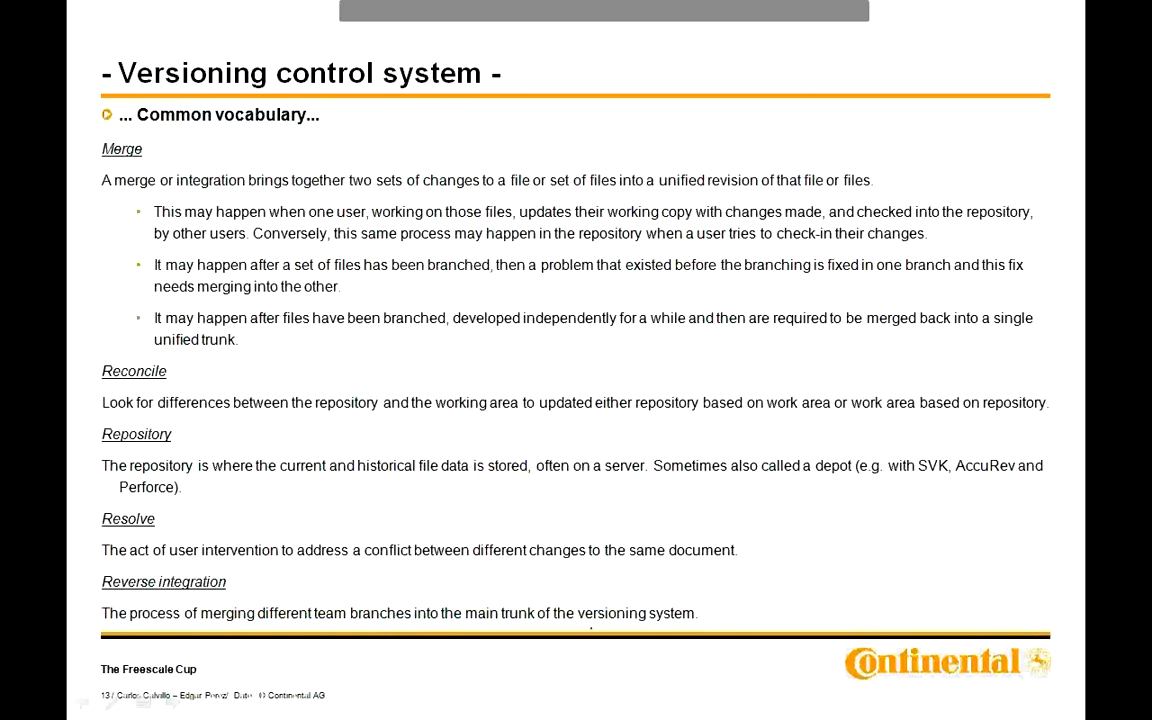 - Versioning control system -
... Common vocabulary...
Merge
A merge or integration brings together two sets of changes to a file or set of files into a unified revision of that file or files.
This may happen when one user, working on those files, updates their working copy with changes made, and checked into the repository,
by other users. Conversely, this same process may happen in the repository when a user tries to check-in their changes.
It may happen after a set of files has been branched, then a problem that existed before the branching is fixed in one branch and this fix
needs merging into the other.
It may happen after files have been branched, developed independently for a while and then are required to be merged back into a single
unified trunk.
Reconcile
Look for differences between the repository and the working area to updated either repository based on work area or work area based on repository.
Repository
The repository is where the current and historical file data is stored, often on a server. Sometimes also called a depot (e.g. with SVK, AccuRev and
Perforce).
Resolve
The act of user intervention to address a conflict between different changes to the same document.
Reverse integration
The process of merging different team branches into the main trunk of the versioning system.
The Freescale Cup
Continental
13 / Carlos Calvillo – Edgar / © Continental AG